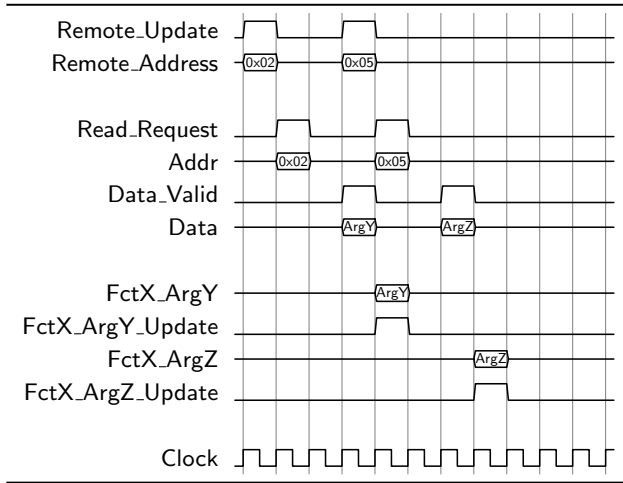 Remote_Update
Remote_Address 0x02 0x05
Read_Request
Addr 0x02 0x05
Data_Valid
Data ArgY ArgZ
FctX_ArgY ArgY
FctX_ArgY_Update
FctX_ArgZ ArgZ
FctX_ArgZ_Update
Clock